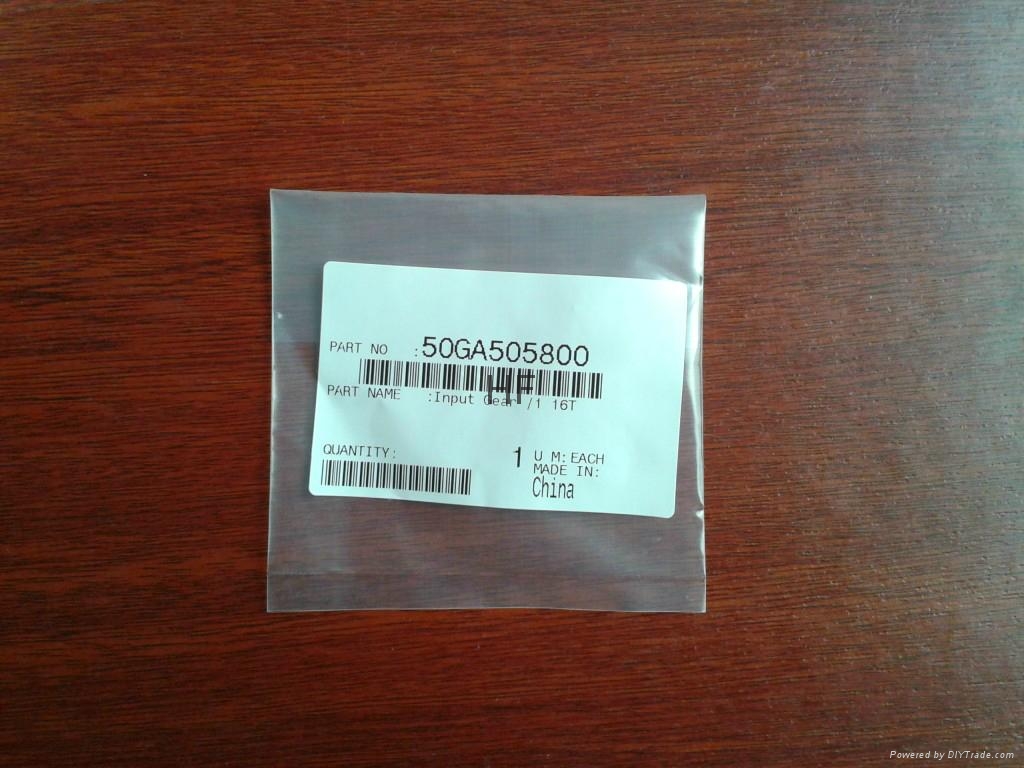 PART NO :50GA505800
HF
PART NAME :Input Gear /1 16T
QUANTITY: 1 U M:EACH
MADE IN:
China
Powered by DIYTrade.com